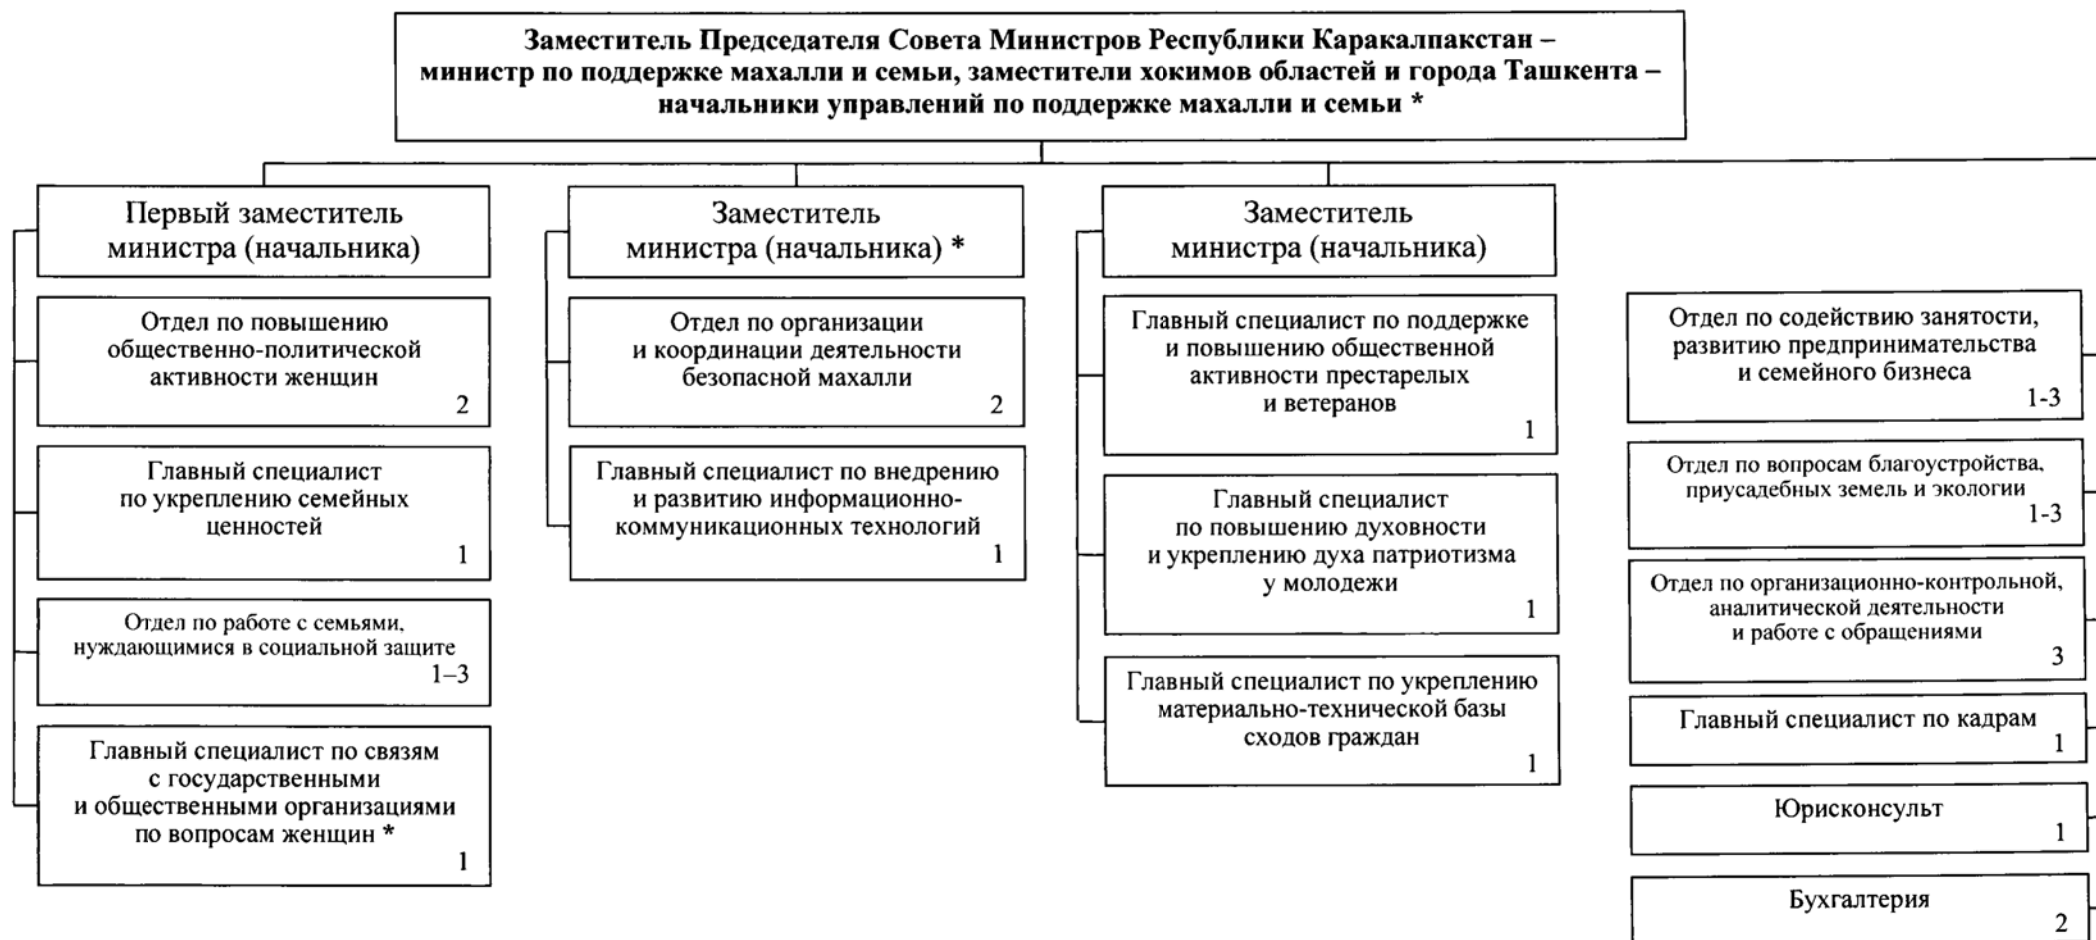 Заместитель Председателя Совета Министров Республики Каракалпакстан –
министр по поддержке махалли и семьи, заместители хокимов областей и города Ташкента –
начальники управлений по поддержке махалли и семьи *
Первый заместитель
министра (начальника)
Отдел по повышению
общественно-политической
активности женщин
2
Главный специалист
по укреплению семейных
ценностей
1
Отдел по работе с семьями,
нуждающимися в социальной защите
1–3
Главный специалист по связям
с государственными
и общественными организациями
по вопросам женщин *
1
Заместитель
министра (начальника) *
Отдел по организации
и координации деятельности
безопасной махалли
2
Главный специалист по внедрению
и развитию информационно-
коммуникационных технологий
1
Заместитель
министра (начальника)
Главный специалист по поддержке
и повышению общественной
активности престарелых
и ветеранов
1
Главный специалист
по повышению духовности
и укреплению духа патриотизма
у молодежи
1
Главный специалист по укреплению
материально-технической базы
сходов граждан
1
Отдел по содействию занятости,
развитию предпринимательства
и семейного бизнеса
1-3
Отдел по вопросам благоустройства,
приусадебных земель и экологии
1-3
Отдел по организационно-контрольной,
аналитической деятельности
и работе с обращениями
3
Главный специалист по кадрам
1
Юрисконсульт
1
Бухгалтерия
2